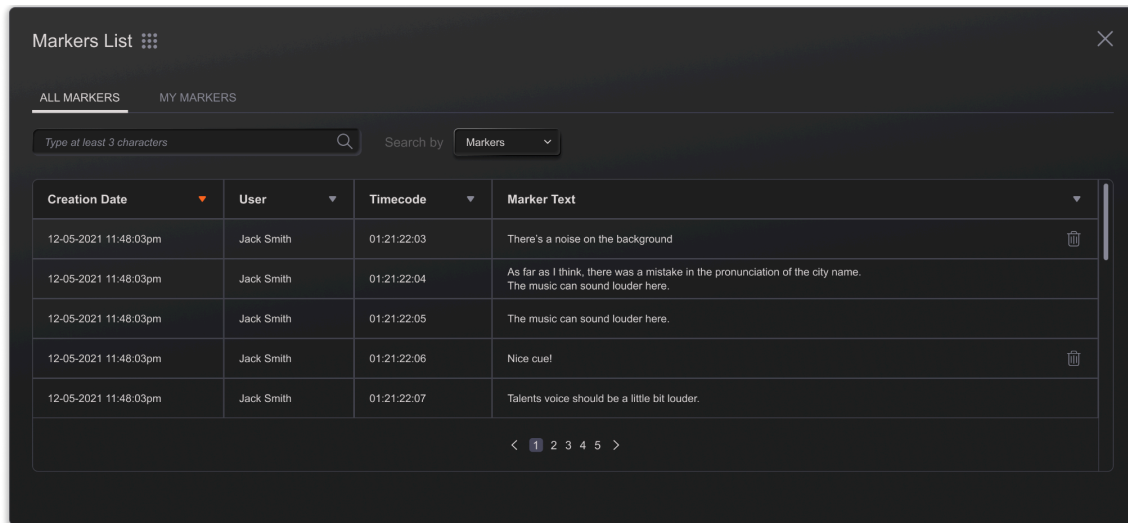 Markers List
ALL MARKERS MY MARKERS
Type at least 3 characters Search by Markers
Creation Date User Timecode Marker Text
12-05-2021 11:48:03pm Jack Smith 01:21:22:03 There's a noise on the background
12-05-2021 11:48:03pm Jack Smith 01:21:22:04 As far as I think, there was a mistake in the pronunciation of the city name.
The music can sound louder here.
12-05-2021 11:48:03pm Jack Smith 01:21:22:05 The music can sound louder here.
12-05-2021 11:48:03pm Jack Smith 01:21:22:06 Nice cue!
12-05-2021 11:48:03pm Jack Smith 01:21:22:07 Talents voice should be a little bit louder.
1 2 3 4 5